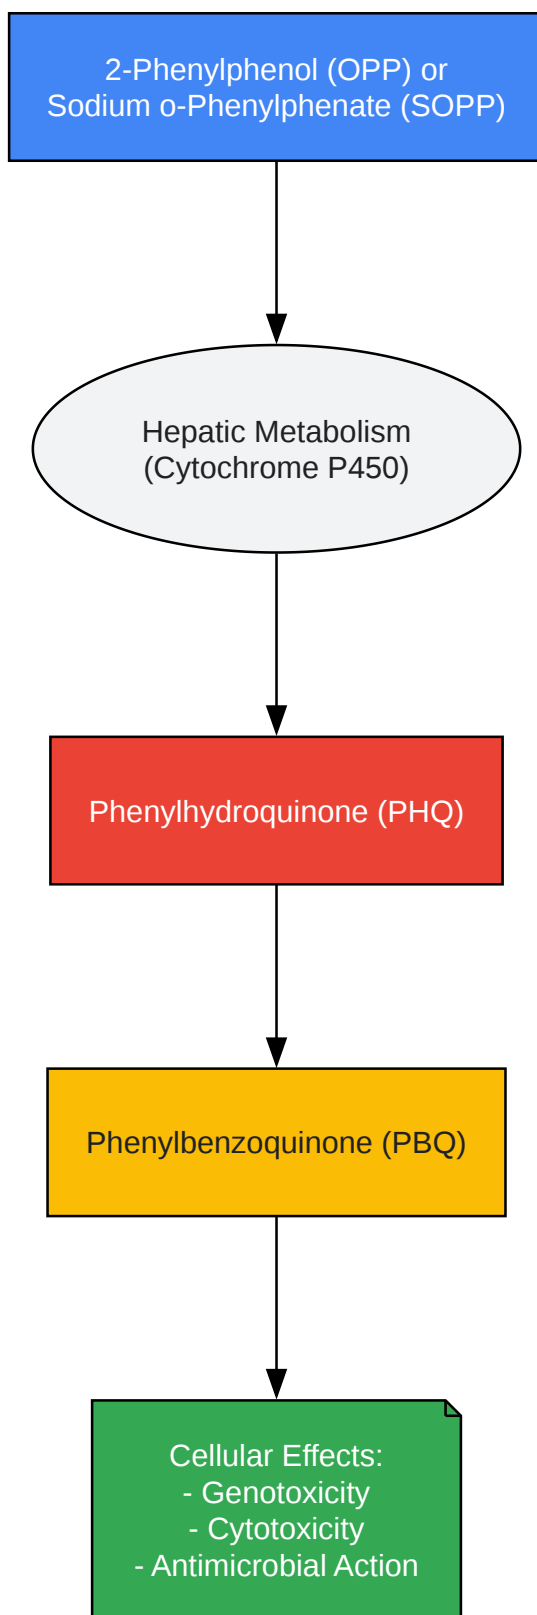 2-Phenylphenol (OPP) or
Sodium o-Phenylphenate (SOPP)
Hepatic Metabolism
(Cytochrome P450)
Phenylhydroquinone (PHQ)
Phenylbenzoquinone (PBQ)
Cellular Effects:
- Genotoxicity
- Cytotoxicity
- Antimicrobial Action